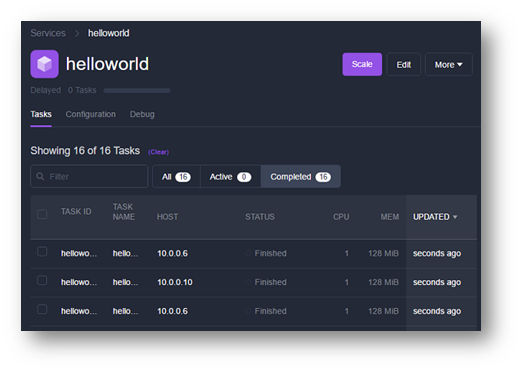 Services > helloworld
helloworld
Scale
Edit
More
Delayed 0 Tasks
Tasks Configuration Debug
Showing 16 of 16 Tasks (Clear)
Filter
All 16
Active 0
Completed 16
TASK ID TASK NAME HOST STATUS CPU MEM UPDATED
hellowo... hello... 10.0.0.6 Finished 1 128 MiB seconds ago
hellowo... hello... 10.0.0.10 Finished 1 128 MiB seconds ago
hellowo... hello... 10.0.0.6 Finished 1 128 MiB seconds ago